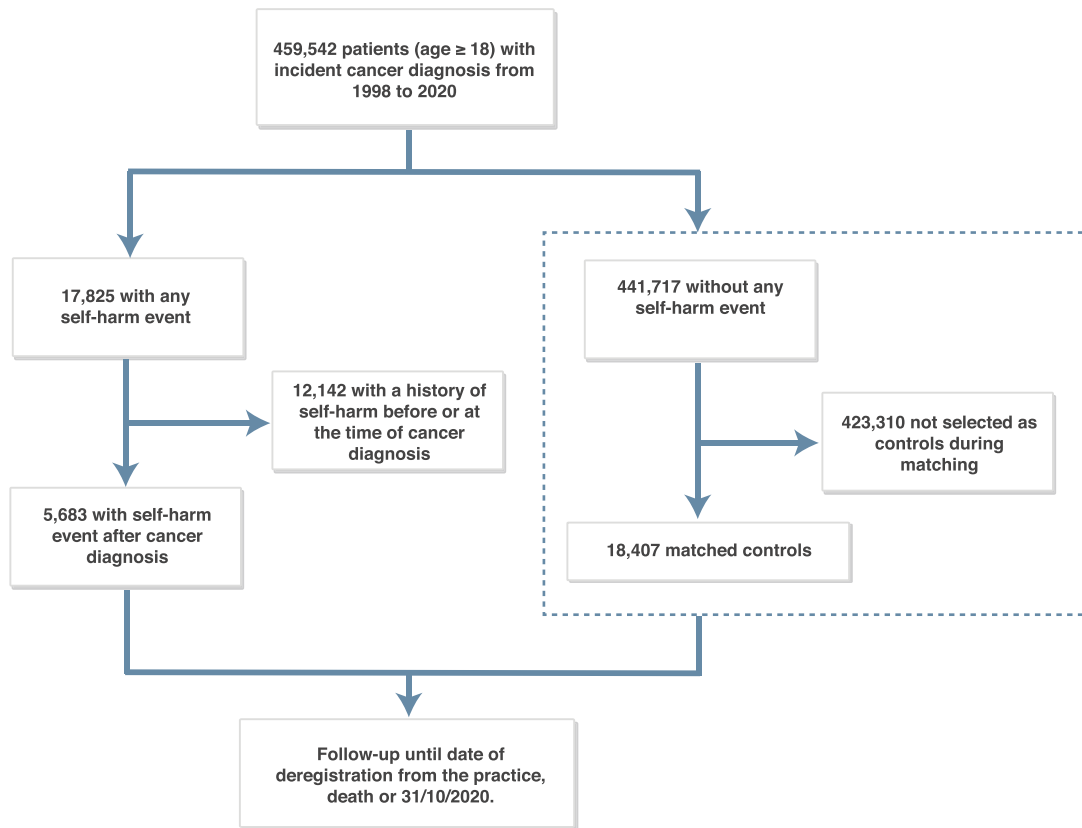 459,542 patients (age ≥ 18) with
incident cancer diagnosis from
1998 to 2020
17,825 with any
self-harm event
12,142 with a history of
self-harm before or at
the time of cancer
diagnosis
5,683 with self-harm
event after cancer
diagnosis
441,717 without any
self-harm event
423,310 not selected as
controls during
matching
18,407 matched controls
Follow-up until date of
deregistration from the practice,
death or 31/10/2020.